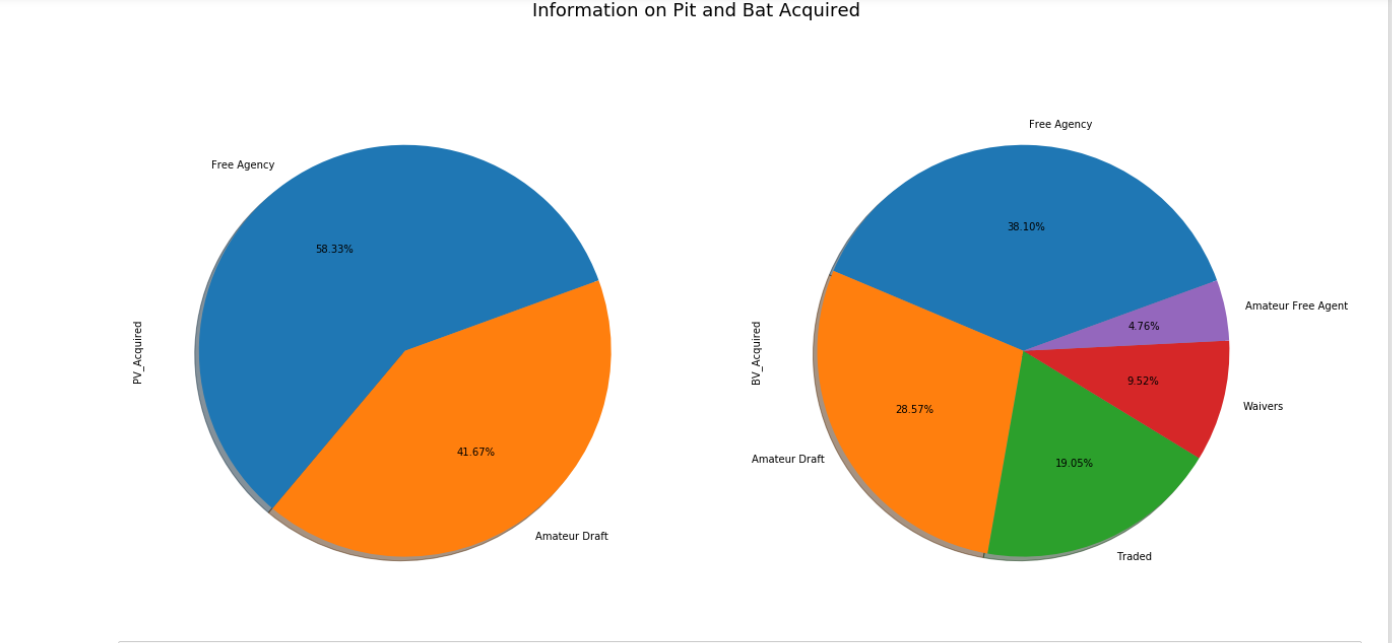 Information on Pit and Bat Acquired
PV_Acquired
Free Agency
58.33%
41.67%
Amateur Draft
BV_Acquired
Free Agency
38.10%
Amateur Free Agent
4.76%
9.52%
Waivers
28.57%
Amateur Draft
19.05%
Traded